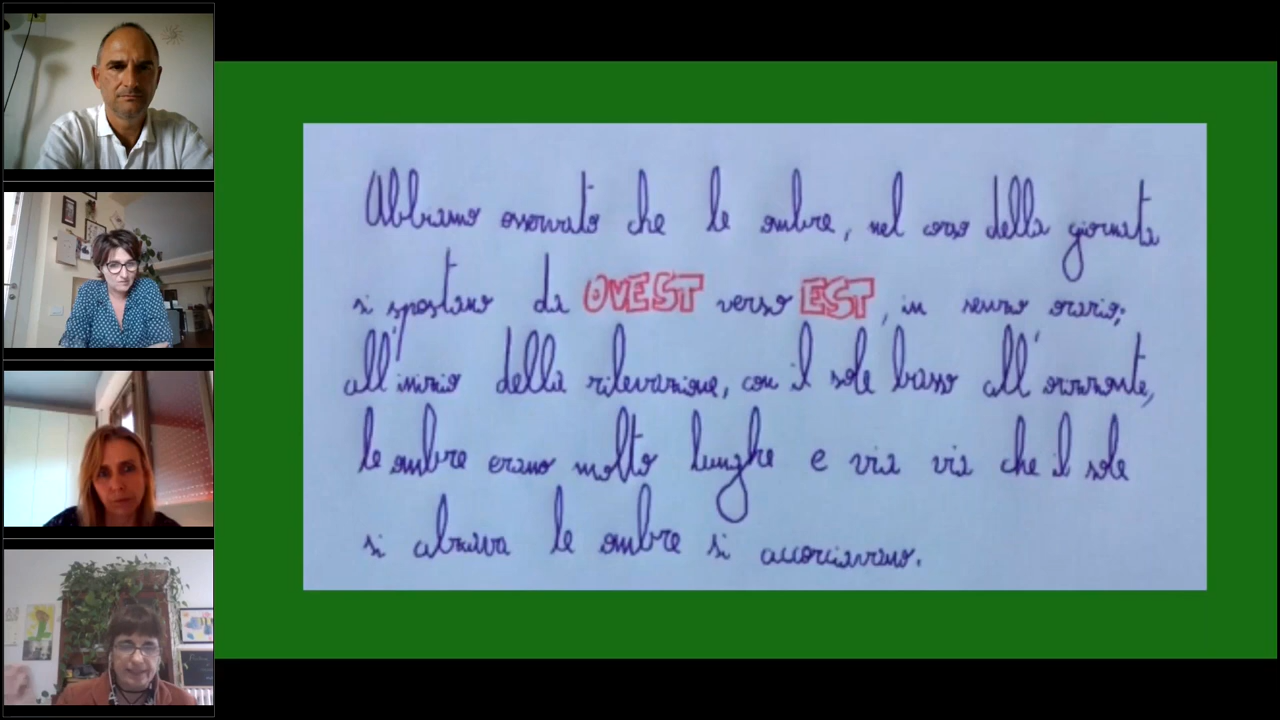 Abbiamo osservato che le ombre, nel corso della giornata
si spostano da OVEST verso EST, in senso orario;
all'inizio della rilevazione, con il sole basso all'orizzonte,
le ombre erano molto lunghe e via via che il sole
si alzava le ombre si accorciavano.